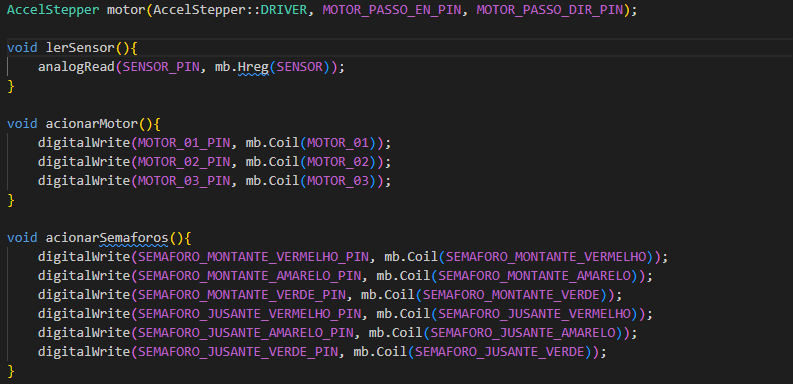 AccelStepper motor(AccelStepper::DRIVER, MOTOR_PASSO_EN_PIN, MOTOR_PASSO_DIR_PIN);
void lerSensor(){
analogRead(SENSOR_PIN, mb.Hreg(SENSOR));
}
void acionarMotor(){
digitalWrite(MOTOR_01_PIN, mb.Coil(MOTOR_01));
digitalWrite(MOTOR_02_PIN, mb.Coil(MOTOR_02));
digitalWrite(MOTOR_03_PIN, mb.Coil(MOTOR_03));
}
void acionarSemaforos(){
digitalWrite(SEMAFORO_MONTANTE_VERMELHO_PIN, mb.Coil(SEMAFORO_MONTANTE_VERMELHO));
digitalWrite(SEMAFORO_MONTANTE_AMARELO_PIN, mb.Coil(SEMAFORO_MONTANTE_AMARELO));
digitalWrite(SEMAFORO_MONTANTE_VERDE_PIN, mb.Coil(SEMAFORO_MONTANTE_VERDE));
digitalWrite(SEMAFORO_JUSANTE_VERMELHO_PIN, mb.Coil(SEMAFORO_JUSANTE_VERMELHO));
digitalWrite(SEMAFORO_JUSANTE_AMARELO_PIN, mb.Coil(SEMAFORO_JUSANTE_AMARELO));
digitalWrite(SEMAFORO_JUSANTE_VERDE_PIN, mb.Coil(SEMAFORO_JUSANTE_VERDE));
}